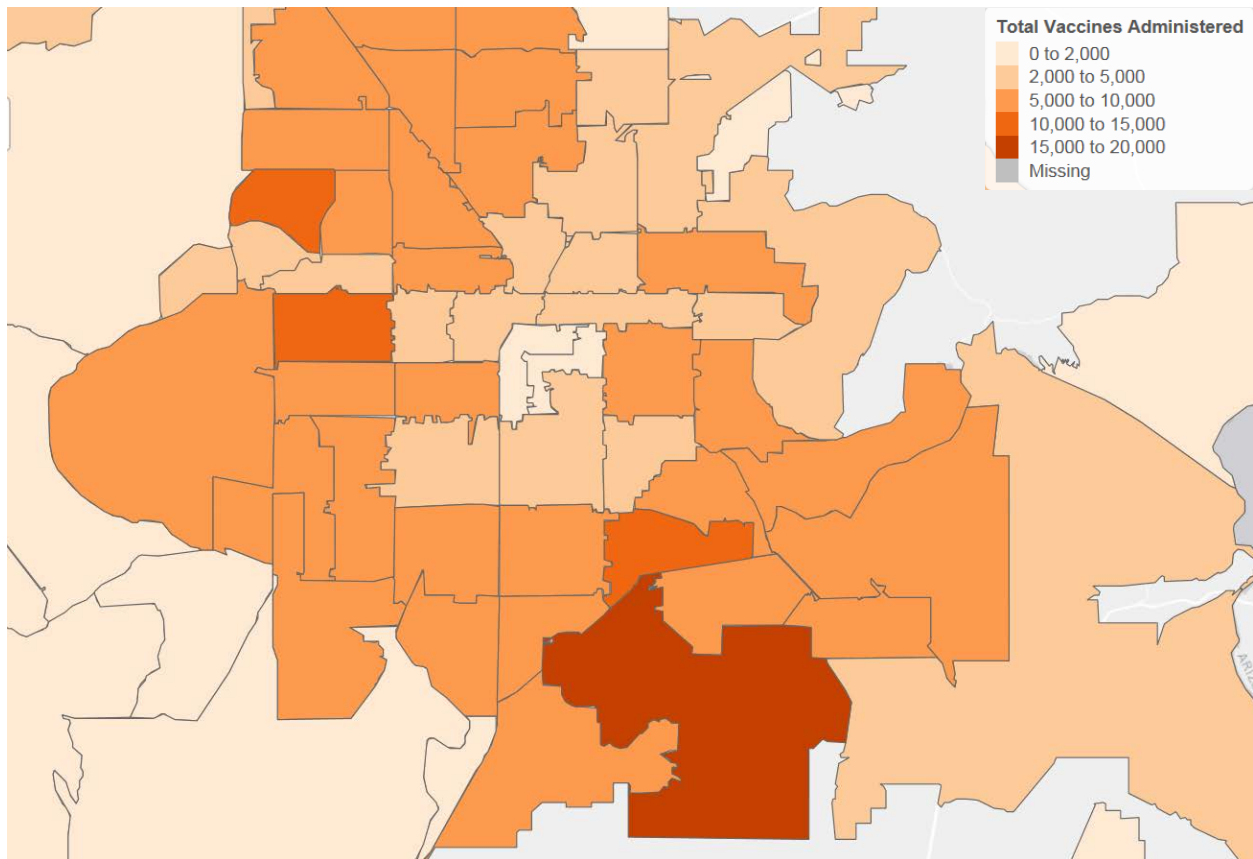 Total Vaccines Administered
0 to 2,000
2,000 to 5,000
5,000 to 10,000
10,000 to 15,000
15,000 to 20,000
Missing